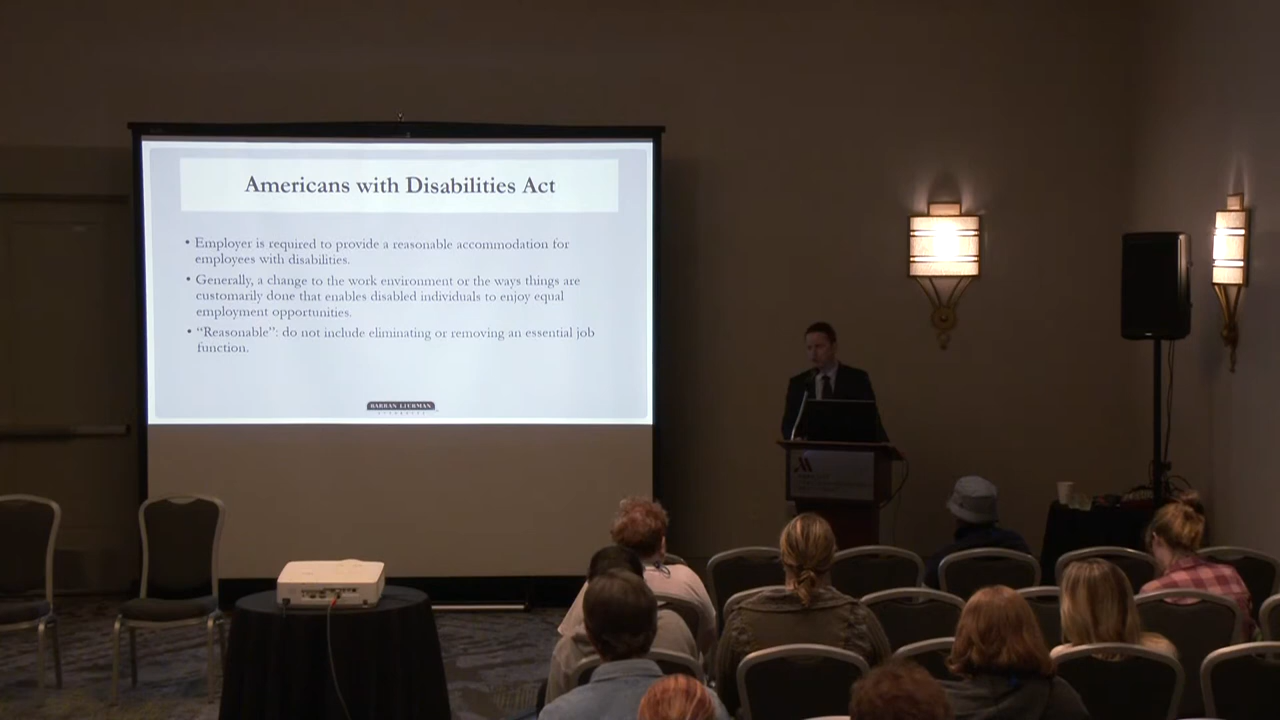 Americans with Disabilities Act
• Employer is required to provide a reasonable accommodation for
employees with disabilities.
• Generally, a change to the work environment or the ways things are
customarily done that enables disabled individuals to enjoy equal
employment opportunities.
• “Reasonable”: do not include eliminating or removing an essential job
function.
BARRAN LIEBMAN